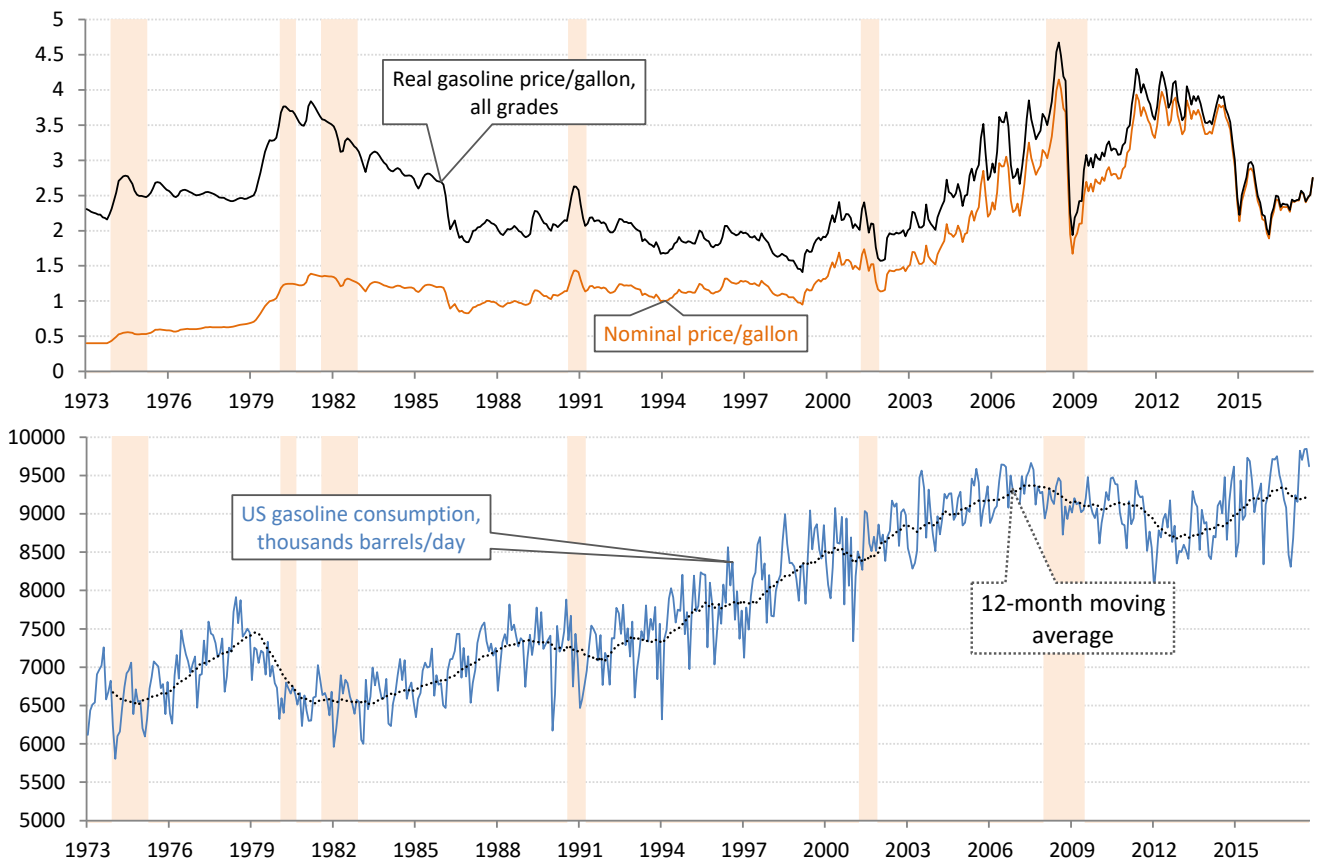 5
4.5
4
3.5
3
2.5
2
1.5
1
0.5
0
Real gasoline price/gallon,
all grades
Nominal price/gallon
1973 1976 1979 1982 1985 1988 1991 1994 1997 2000 2003 2006 2009 2012 2015
10000
9500
9000
8500
8000
7500
7000
6500
6000
5500
5000
US gasoline consumption,
thousands barrels/day
12-month moving
average
1973 1976 1979 1982 1985 1988 1991 1994 1997 2000 2003 2006 2009 2012 2015